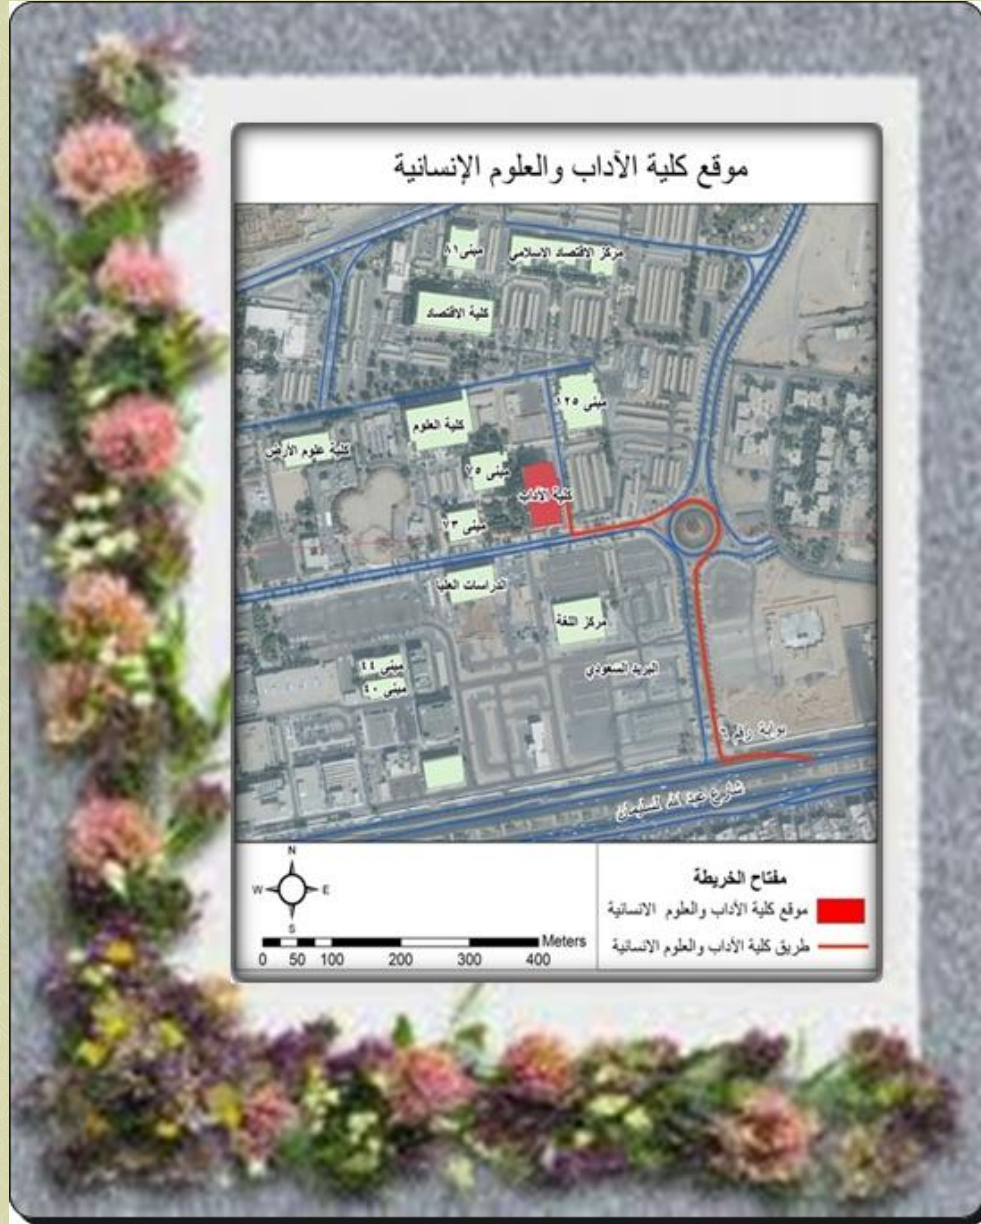 موقع كلية الآداب والعلوم الإنسانية
مبنى ٨١
مركز الاقتصاد الاسلامي
كلية الاقتصاد
مبنى ١٢٥
كلية العلوم
كلية علوم الأرض
مبنى ٧٥
كلية الآداب
مبنى ٧٣
الدراسات العليا
مركز اللغة
مبنى ٤٤
البريد السعودي
مبنى ٤٠
بوابة رقم ٦
شارع عبد الله السليمان
مفتاح الخريطة
موقع كلية الآداب والعلوم الانسانية
طريق كلية الآداب والعلوم الانسانية
N
W E
S
Meters
0 50 100 200 300 400